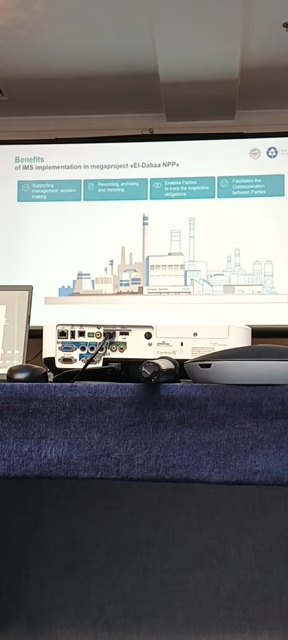 Benefits
of IMS implementation in megaproject «El-Dabaa NPP»
Supporting
management' decision
making
Recording, archiving
and reporting
Enables Parties
to track the respective
obligations
Facilitate the
Communication
between Parties